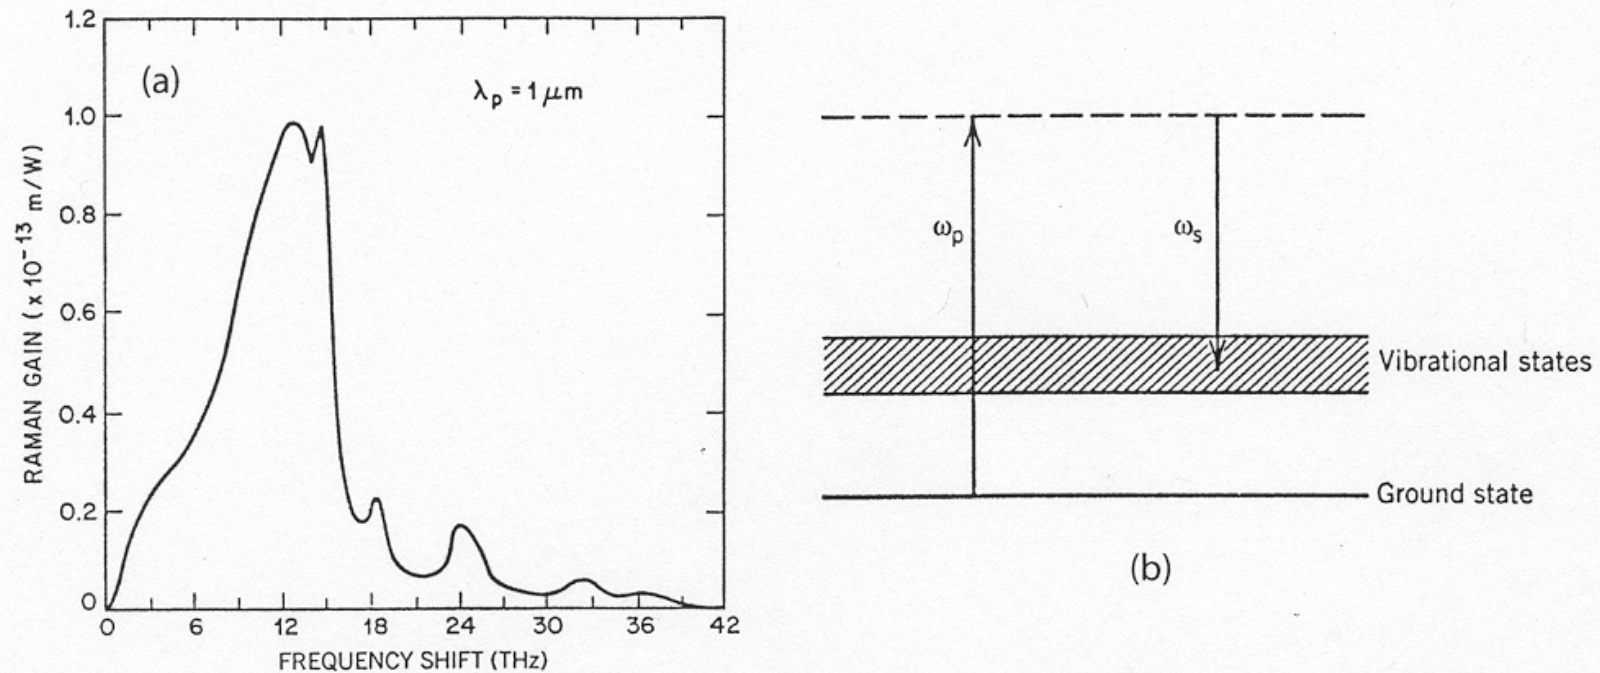 (a)
λp = 1 μm
1.2
1.0
0.8
0.6
0.4
0.2
0
RAMAN GAIN (x 10⁻¹³ m/W)
0 6 12 18 24 30 36 42
FREQUENCY SHIFT (THz)
ωp
ωs
Vibrational states
Ground state
(b)